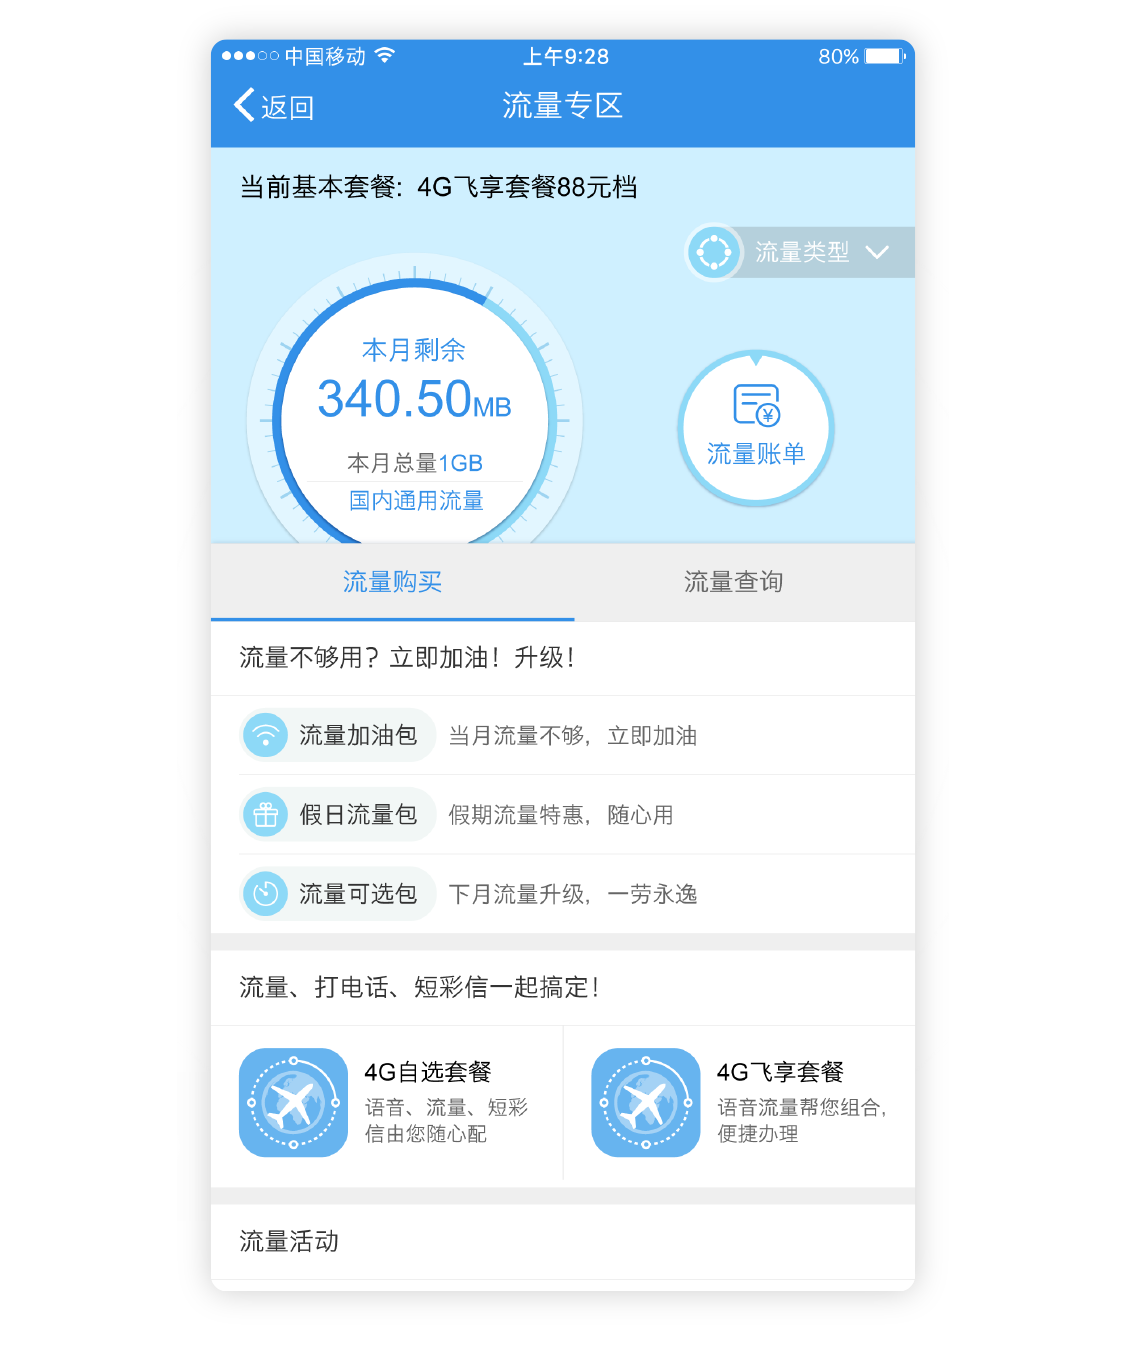 中国移动 上午9:28 80%
返回 流量专区
当前基本套餐：4G飞享套餐88元档
流量类型
本月剩余
340.50MB
本月总量1GB
国内通用流量
¥
流量账单
流量购买 流量查询
流量不够用？立即加油！升级！
流量加油包 当月流量不够，立即加油
假日流量包 假期流量特惠，随心用
流量可选包 下月流量升级，一劳永逸
流量、打电话、短彩信一起搞定！
4G自选套餐
语音、流量、短彩
信由您随心配
4G飞享套餐
语音流量帮您组合，
便捷办理
流量活动